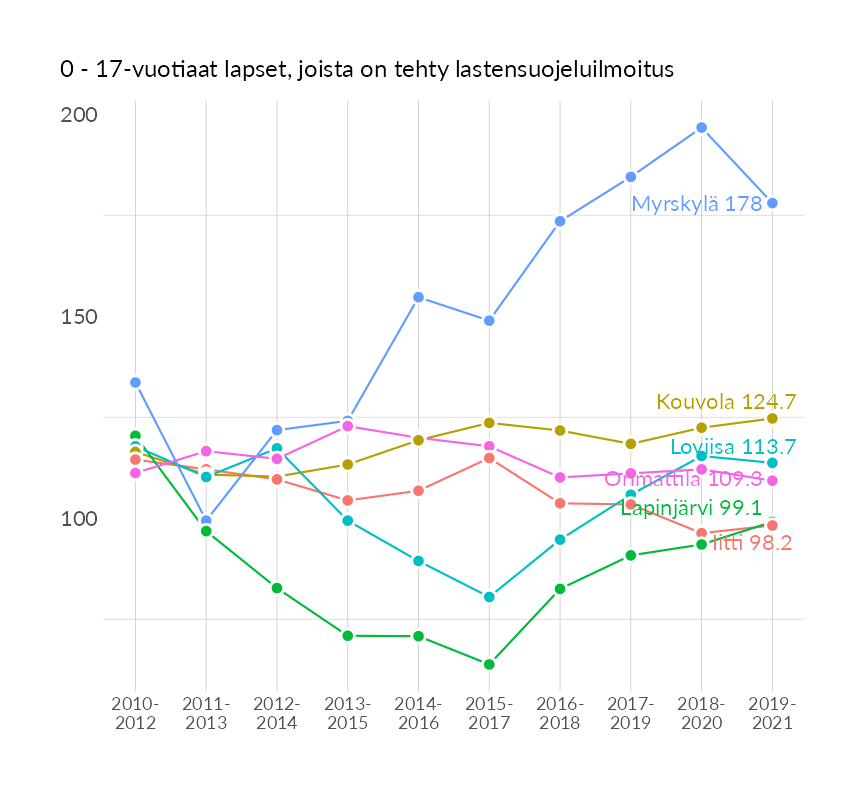 0 - 17-vuotiaat lapset, joista on tehty lastensuojeluilmoitus
200
150
100
Myrskylä 178
Kouvola 124.7
Loviisa 113.7
Orimattila 109.3
Lapinjärvi 99.1
Iitti 98.2
2010- 2011- 2012- 2013- 2014- 2015- 2016- 2017- 2018- 2019-
2012 2013 2014 2015 2016 2017 2018 2019 2020 2021